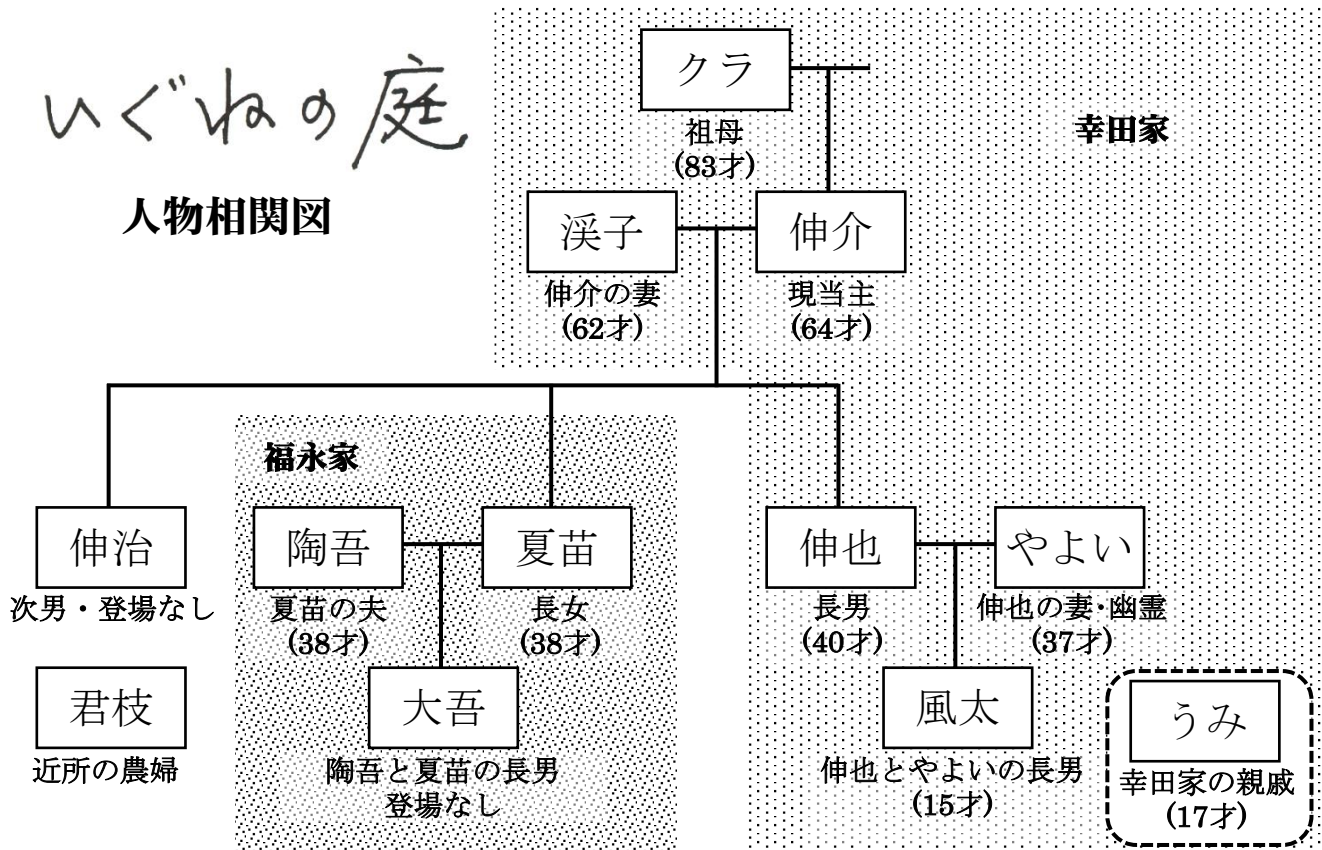 いぐねの庭
人物相関図
幸田家
クラ
祖母
(83才)
渓子
伸介の妻
(62才)
伸介
現当主
(64才)
福永家
伸治
次男・登場なし
陶吾
夏苗の夫
(38才)
夏苗
長女
(38才)
伸也
長男
(40才)
やよい
伸也の妻・幽霊
(37才)
君枝
近所の農婦
大吾
陶吾と夏苗の長男
登場なし
風太
伸也とやよいの長男
(15才)
うみ
幸田家の親戚
(17才)